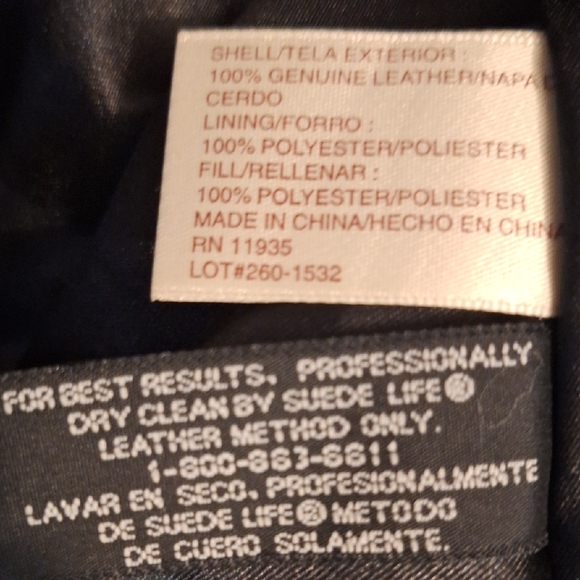 SHELL/TELA EXTERIOR :
100% GENUINE LEATHER/NAPA D
CERDO
LINING/FORRO :
100% POLYESTER/POLIESTER
FILL/RELLENAR :
100% POLYESTER/POLIESTER
MADE IN CHINA/HECHO EN CHINA
RN 11935
LOT#260-1532
FOR BEST RESULTS, PROFESSIONALLY
DRY CLEAN BY SUEDE LIFE®
LEATHER METHOD ONLY.
1-800-883-8811
LAVAR EN SECO, PROFESIONALMENTE
DE SUEDE LIFE® METODO
DE CUERO SOLAMENTE.